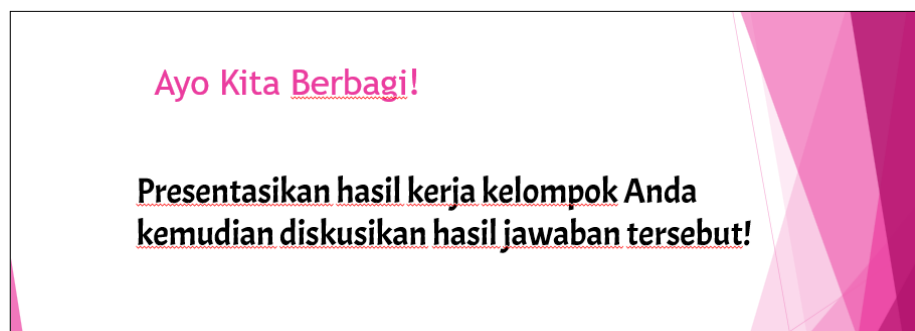 Ayo Kita Berbagi!
Presentasikan hasil kerja kelompok Anda
kemudian diskusikan hasil jawaban tersebut!